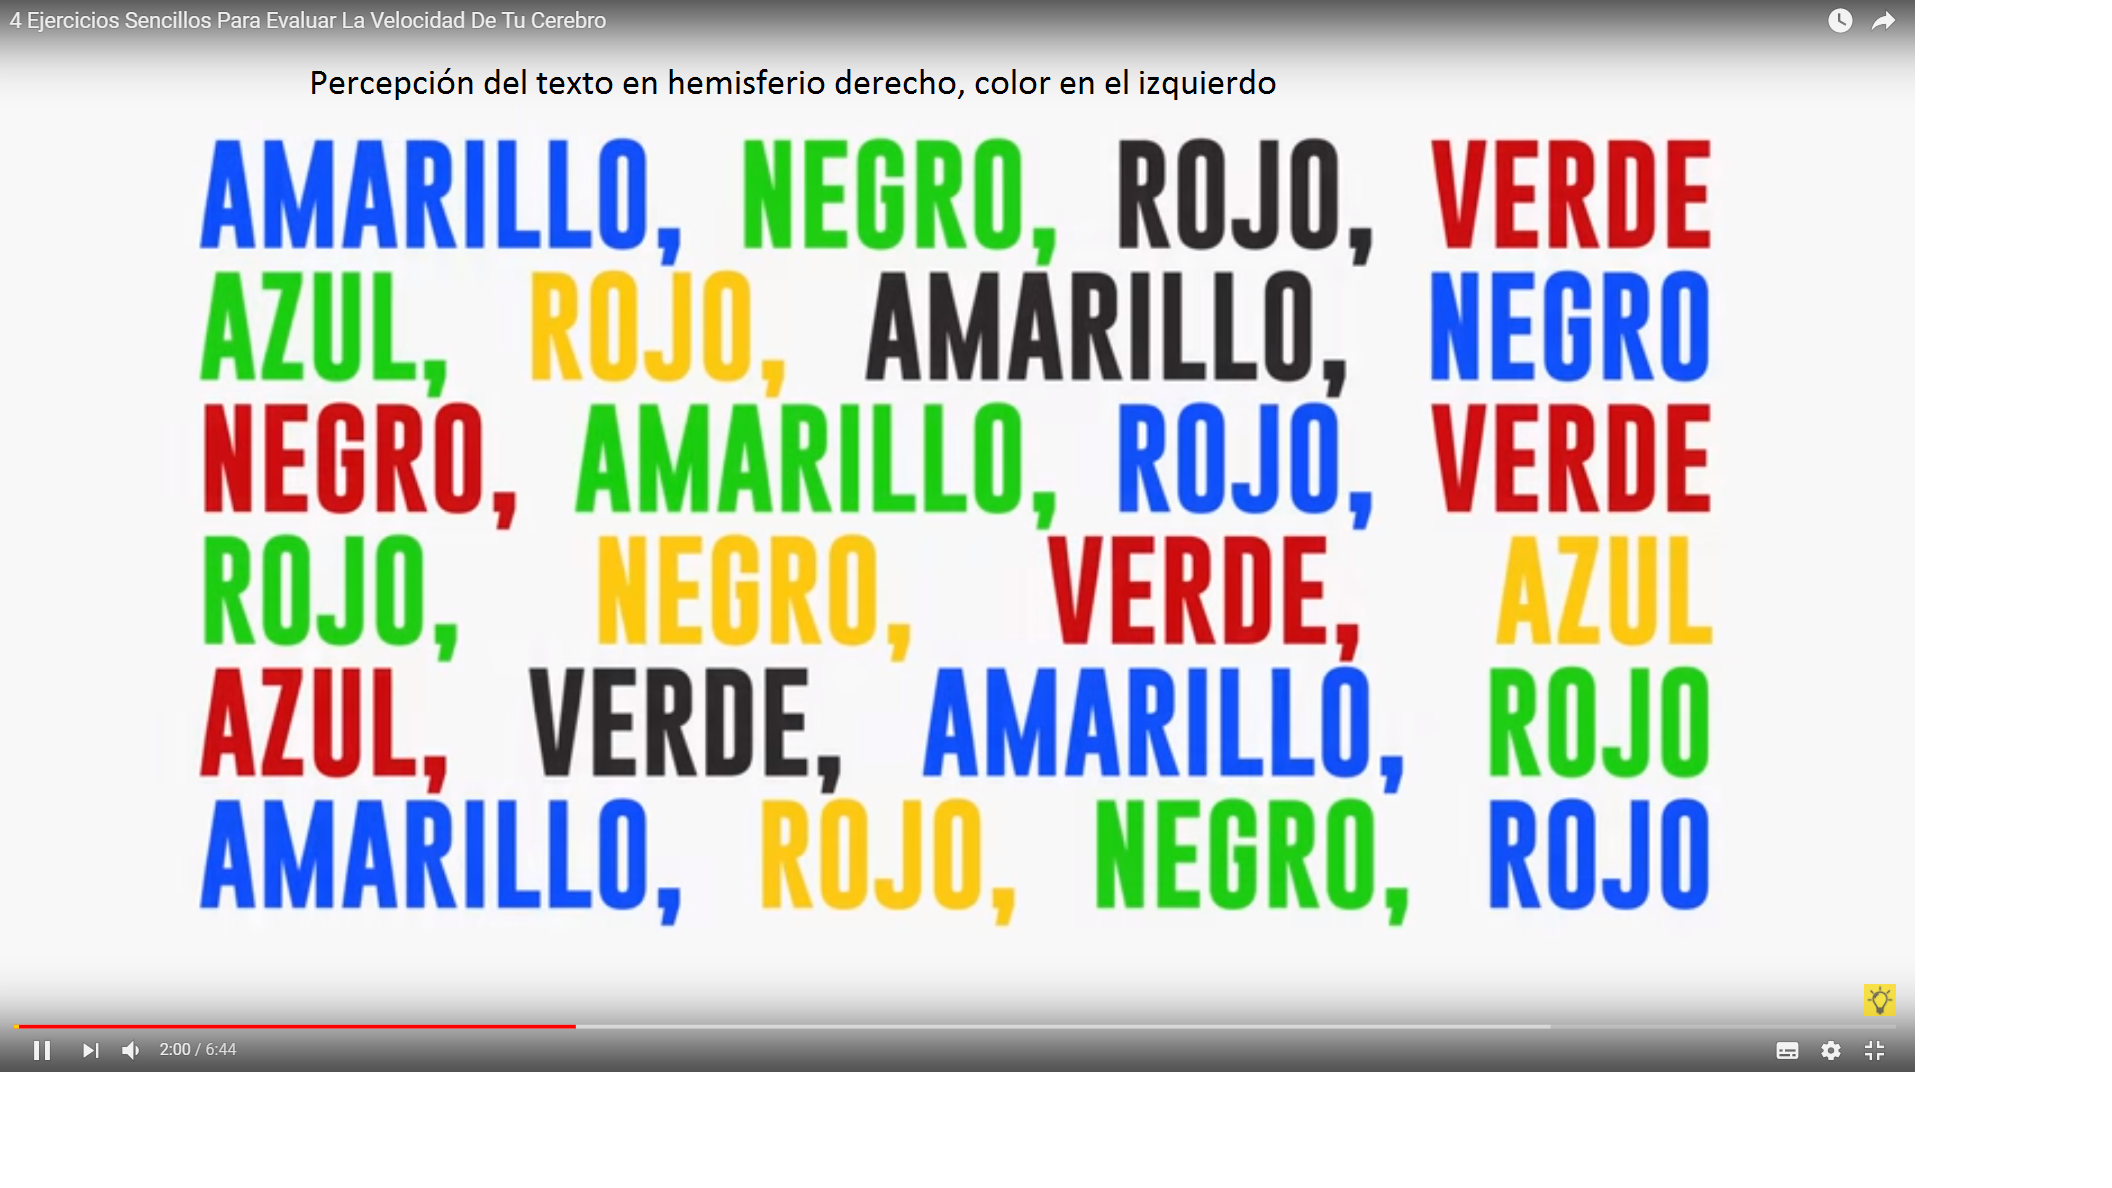 4 Ejercicios Sencillos Para Evaluar La Velocidad De Tu Cerebro
Percepción del texto en hemisferio derecho, color en el izquierdo
AMARILLO, NEGRO, ROJO, VERDE
AZUL, ROJO, AMARILLO, NEGRO
NEGRO, AMARILLO, ROJO, VERDE
ROJO, NEGRO, VERDE, AZUL
AZUL, VERDE, AMARILLO, ROJO
AMARILLO, ROJO, NEGRO, ROJO
2:00 / 6:44